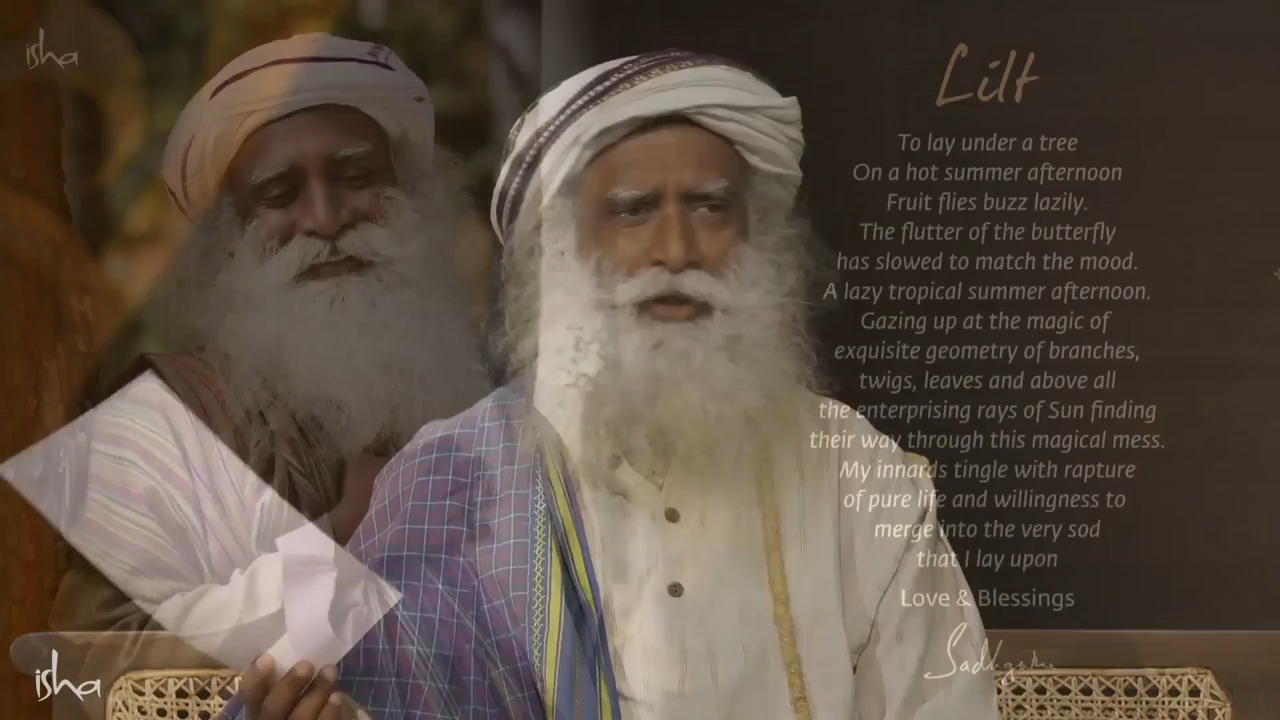 isha
Lilt
To lay under a tree
On a hot summer afternoon
Fruit flies buzz lazily.
The flutter of the butterfly
has slowed to match the mood.
A lazy tropical summer afternoon.
Gazing up at the magic of
exquisite geometry of branches,
twigs, leaves and above all
the enterprising rays of Sun finding
their way through this magical mess.
My innards tingle with rapture
of pure life and willingness to
merge into the very sod
that I lay upon
Love & Blessings
Sadhguru
isha